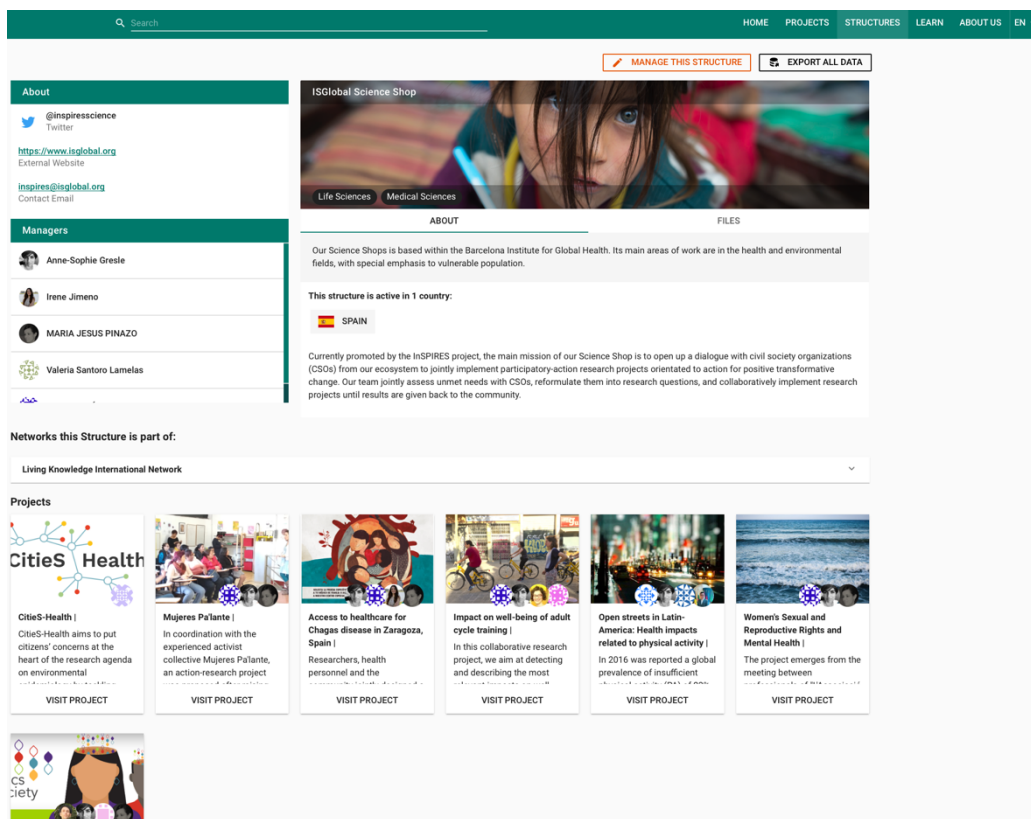 Search
HOME PROJECTS STRUCTURES LEARN ABOUT US EN
MANAGE THIS STRUCTURE EXPORT ALL DATA
About
@inspiresscience
Twitter
https://www.isglobal.org
External Website
inspires@isglobal.org
Contact Email
Managers
Anne-Sophie Gresle
Irene Jimeno
MARIA JESUS PINAZO
Valeria Santoro Lamelas
ISGlobal Science Shop
Life Sciences Medical Sciences
ABOUT FILES
Our Science Shops is based within the Barcelona Institute for Global Health. Its main areas of work are in the health and environmental
fields, with special emphasis to vulnerable population.
This structure is active in 1 country:
SPAIN
Currently promoted by the InSPIRES project, the main mission of our Science Shop is to open up a dialogue with civil society organizations
(CSOs) from our ecosystem to jointly implement participatory-action research projects orientated to action for positive transformative
change. Our team jointly assess unmet needs with CSOs, reformulate them into research questions, and collaboratively implement research
projects until results are given back to the community.
Networks this Structure is part of:
Living Knowledge International Network
Projects
CitieS Health
CitieS-Health |
CitieS-Health aims to put
citizens' concerns at the
heart of the research agenda
on environmental
VISIT PROJECT
Mujeres Pa'lante |
In coordination with the
experienced activist
collective Mujeres Pa'lante,
an action-research project
VISIT PROJECT
Access to healthcare for
Chagas disease in Zaragoza,
Spain |
Researchers, health
personnel and the
VISIT PROJECT
Impact on well-being of adult
cycle training |
In this collaborative research
project, we aim at detecting
and describing the most
VISIT PROJECT
Open streets in Latin-
America: Health impacts
related to physical activity |
In 2016 was reported a global
prevalence of insufficient
VISIT PROJECT
Women's Sexual and
Reproductive Rights and
Mental Health |
The project emerges from the
meeting between
VISIT PROJECT
cs
ciety